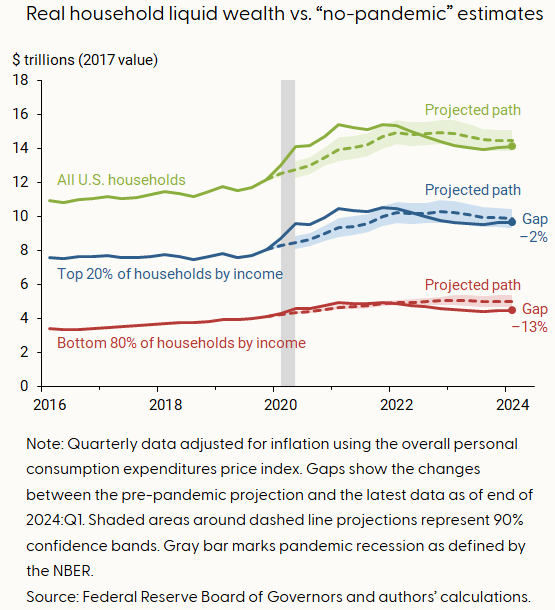 Real household liquid wealth vs. “no-pandemic” estimates
$ trillions (2017 value)
18
16
14
12
10
8
6
4
2
0
Projected path
All U.S. households
Projected path
Gap
−2%
Top 20% of households by income
Projected path
Gap
−13%
Bottom 80% of households by income
2016
2018
2020
2022
2024
Note: Quarterly data adjusted for inflation using the overall personal
consumption expenditures price index. Gaps show the changes
between the pre-pandemic projection and the latest data as of end of
2024:Q1. Shaded areas around dashed line projections represent 90%
confidence bands. Gray bar marks pandemic recession as defined by
the NBER.
Source: Federal Reserve Board of Governors and authors’ calculations.